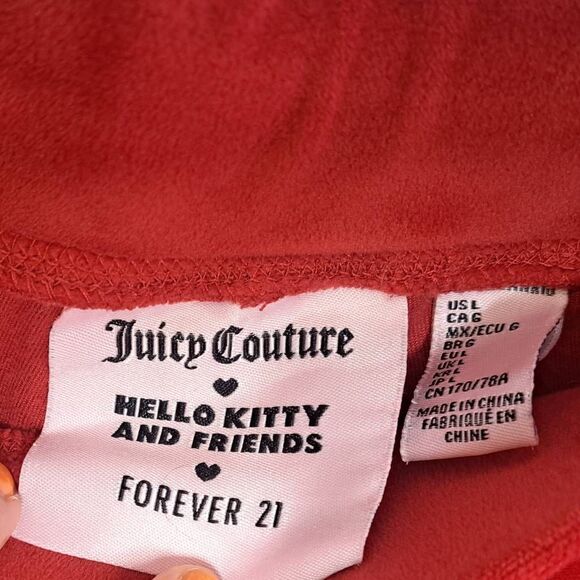 Juicy Couture
HELLO KITTY
AND FRIENDS
FOREVER 21
US L
CA G
MX/ECU G
BR G
EU L
UK L
KR L
JP L
CN 170/78A
MADE IN CHINA
FABRIQUÉ EN
CHINE